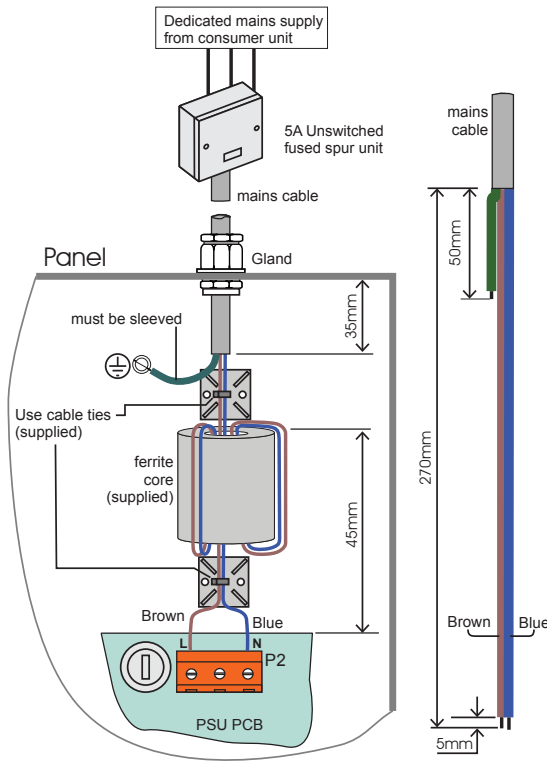 Dedicated mains supply
from consumer unit
5A Unswitched
fused spur unit
mains cable
Panel
Gland
must be sleeved
35mm
Use cable ties
(supplied)
ferrite
core
(supplied)
45mm
Brown
Blue
L
N
P2
PSU PCB
mains
cable
50mm
270mm
Brown
Blue
5mm